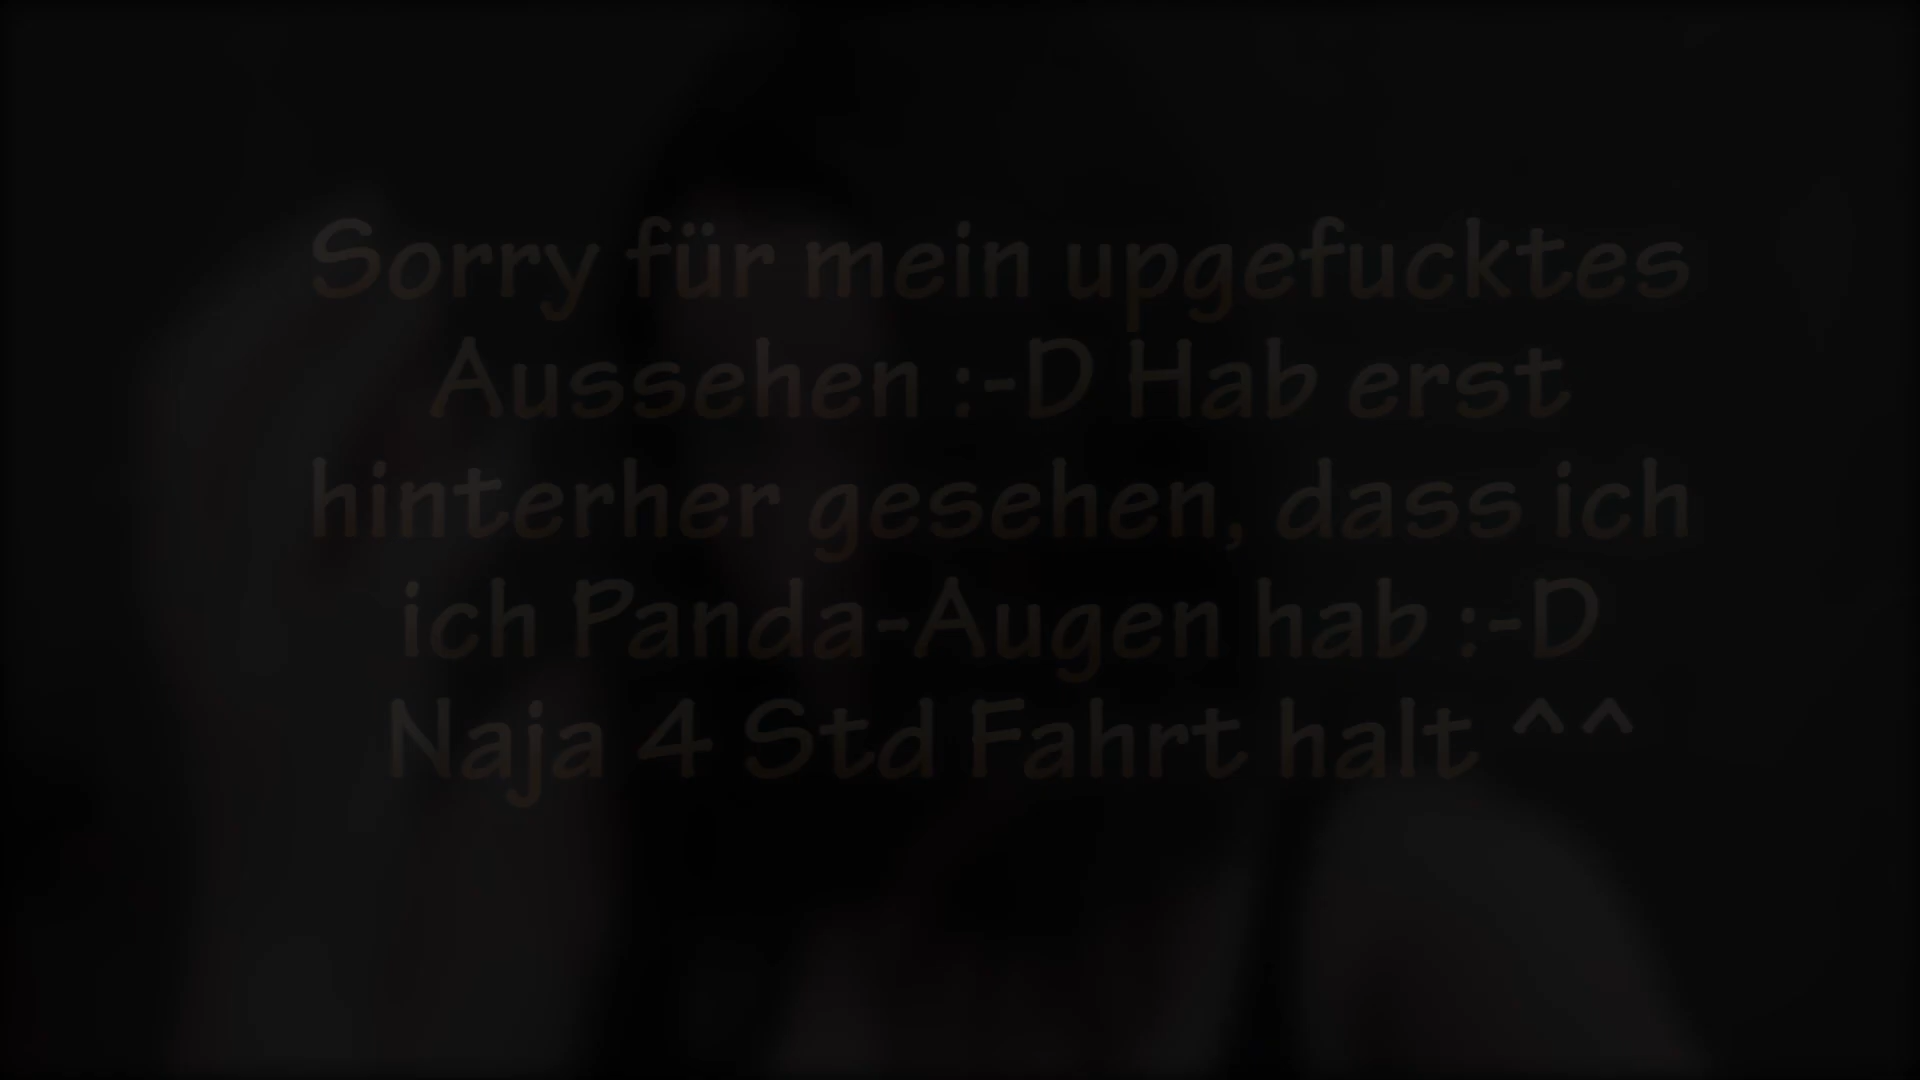 Sorry für mein upgefucktes
Aussehen :-D Hab erst
hinterher gesehen, dass ich
ich Panda-Augen hab :-D
Naja 4 Std Fahrt halt ^^